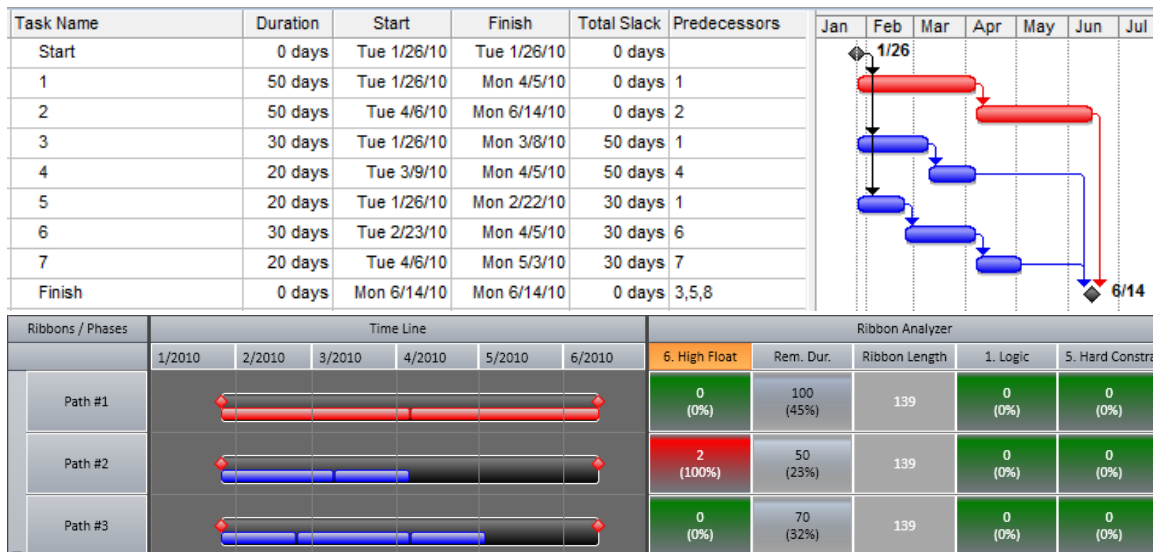 Task Name Duration Start Finish Total Slack Predecessors Jan Feb Mar Apr May Jun Jul
Start 0 days Tue 1/26/10 Tue 1/26/10 0 days 1/26
1 50 days Tue 1/26/10 Mon 4/5/10 0 days 1
2 50 days Tue 4/6/10 Mon 6/14/10 0 days 2
3 30 days Tue 1/26/10 Mon 3/8/10 50 days 1
4 20 days Tue 3/9/10 Mon 4/5/10 50 days 4
5 20 days Tue 1/26/10 Mon 2/22/10 30 days 1
6 30 days Tue 2/23/10 Mon 4/5/10 30 days 6
7 20 days Tue 4/6/10 Mon 5/3/10 30 days 7
Finish 0 days Mon 6/14/10 Mon 6/14/10 0 days 3,5,8 6/14
Ribbons / Phases Time Line Ribbon Analyzer
1/2010 2/2010 3/2010 4/2010 5/2010 6/2010 6. High Float Rem. Dur. Ribbon Length 1. Logic 5. Hard Constra
Path #1 139
0 100 0 0
(0%) (45%) (0%) (0%)
Path #2 139
2 50 0 0
(100%) (23%) (0%) (0%)
Path #3 139
0 70 0 0
(0%) (32%) (0%) (0%)